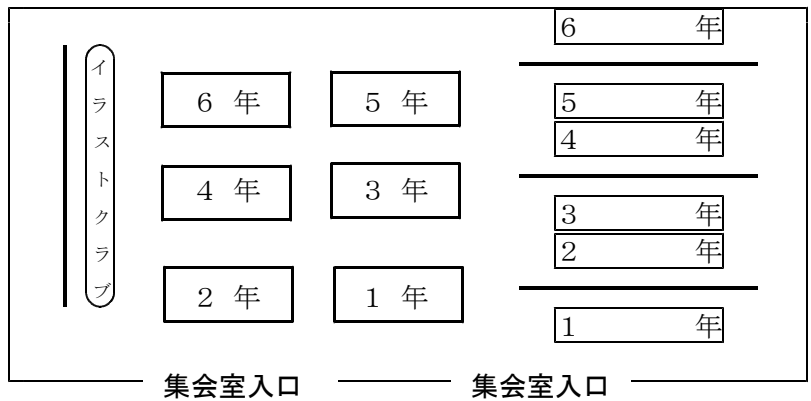 イラストクラブ
６年
５年
４年
３年
２年
１年
６年
５年
４年
３年
２年
１年
集会室入口
集会室入口